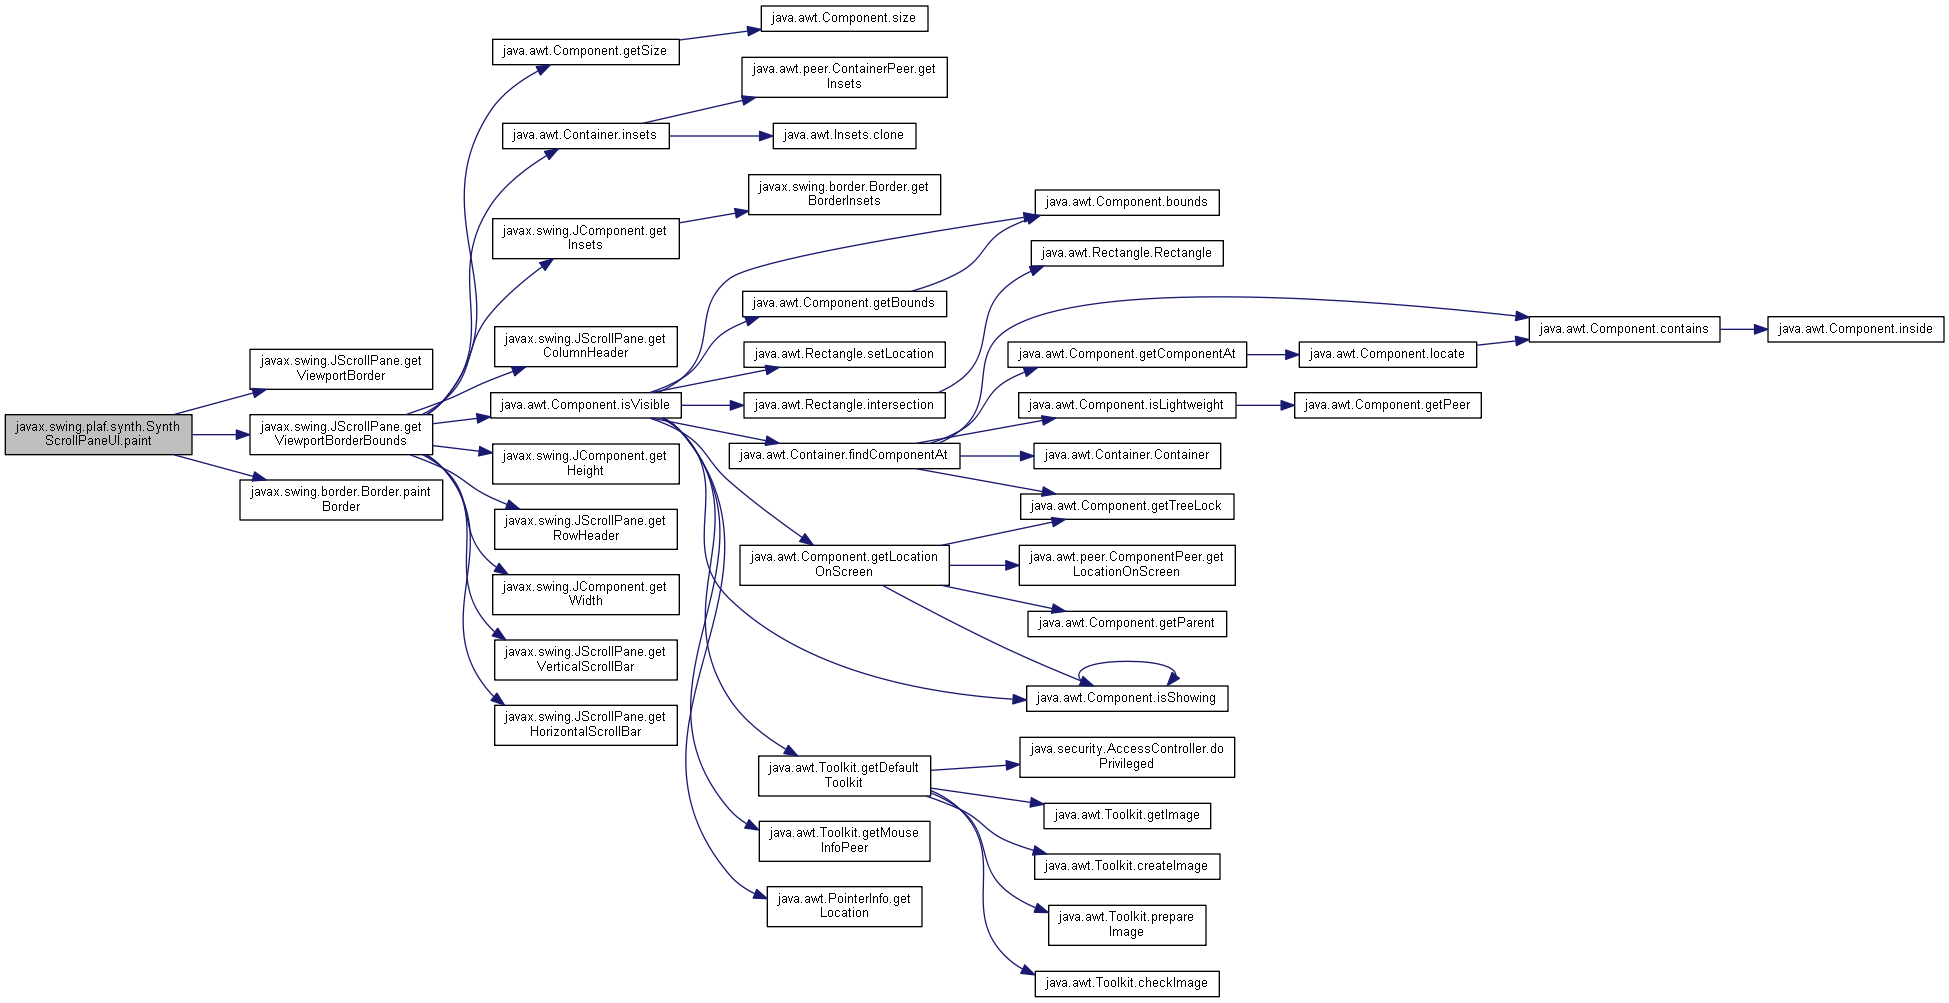 javax.swing.plaf.synth.Synth
ScrollPaneUI.paint
javax.swing.JScrollPane.get
ViewportBorder
javax.swing.JScrollPane.get
ViewportBorderBounds
javax.swing.border.Border.paint
Border
java.awt.Component.getSize
java.awt.Container.insets
javax.swing.JComponent.get
Insets
javax.swing.JScrollPane.get
ColumnHeader
java.awt.Component.isVisible
javax.swing.JComponent.get
Height
javax.swing.JScrollPane.get
RowHeader
javax.swing.JComponent.get
Width
javax.swing.JScrollPane.get
VerticalScrollBar
javax.swing.JScrollPane.get
HorizontalScrollBar
java.awt.Component.size
java.awt.peer.ContainerPeer.get
Insets
java.awt.Insets.clone
javax.swing.border.Border.get
BorderInsets
java.awt.Component.getBounds
java.awt.Rectangle.setLocation
java.awt.Rectangle.intersection
java.awt.Container.findComponentAt
java.awt.Component.getLocation
OnScreen
java.awt.Toolkit.getDefault
Toolkit
java.awt.Toolkit.getMouse
InfoPeer
java.awt.PointerInfo.get
Location
java.awt.Component.bounds
java.awt.Rectangle.Rectangle
java.awt.Component.getComponentAt
java.awt.Component.isLightweight
java.awt.Container.Container
java.awt.Component.getTreeLock
java.awt.peer.ComponentPeer.get
LocationOnScreen
java.awt.Component.getParent
java.awt.Component.isShowing
java.security.AccessController.do
Privileged
java.awt.Toolkit.getImage
java.awt.Toolkit.createImage
java.awt.Toolkit.prepare
Image
java.awt.Toolkit.checkImage
java.awt.Component.locate
java.awt.Component.getPeer
java.awt.Component.contains
java.awt.Component.inside